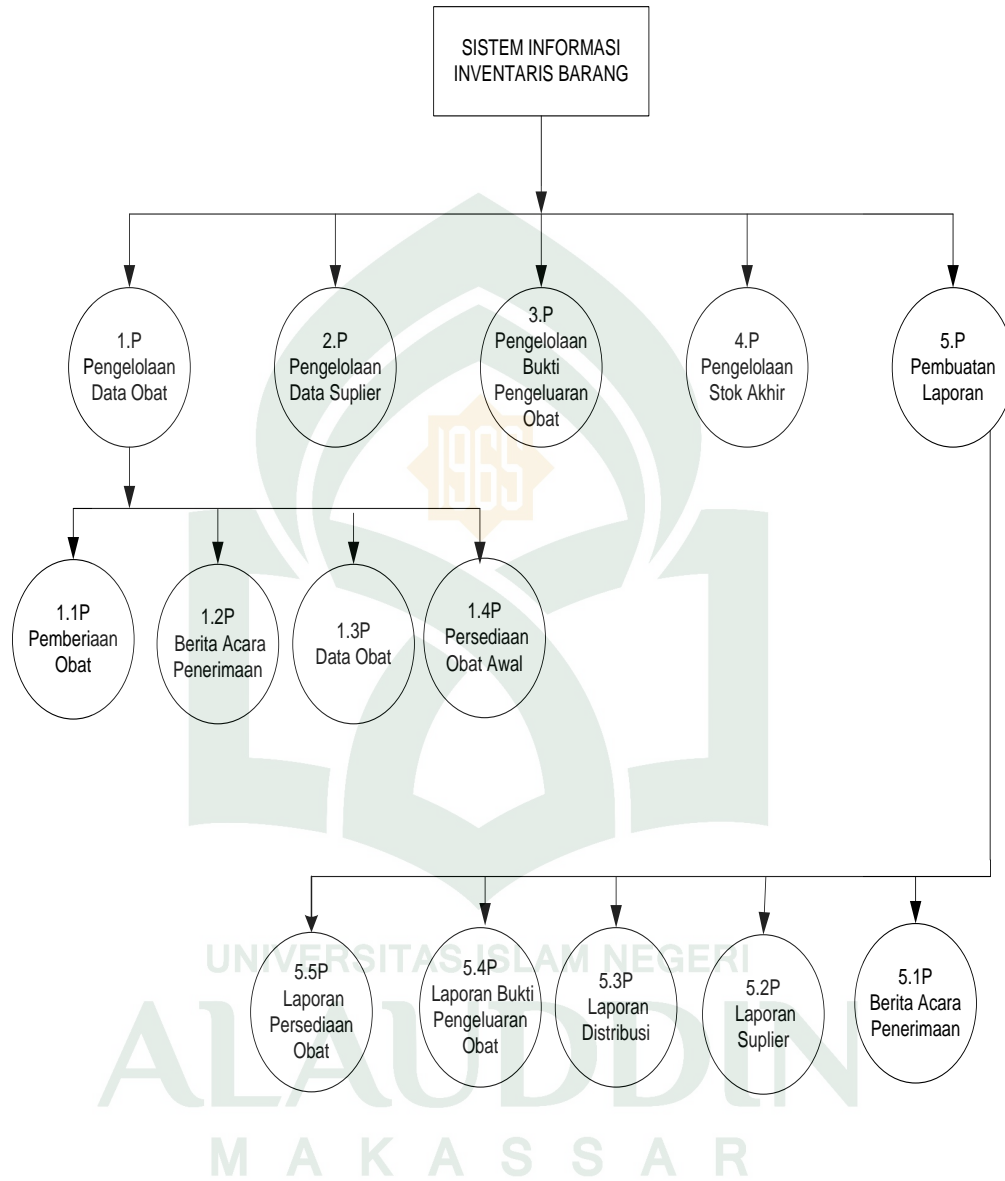 SISTEM INFORMASI
INVENTARIS BARANG
1.P
Pengelolaan
Data Obat
2.P
Pengelolaan
Data Suplier
3.P
Pengelolaan
Bukti
Pengeluaran
Obat
4.P
Pengelolaan
Stok Akhir
5.P
Pembuatan
Laporan
1965
1.1P
Pemberiaan
Obat
1.2P
Berita Acara
Penerimaan
1.3P
Data Obat
1.4P
Persediaan
Obat Awal
5.5P
Laporan
Persediaan
Obat
5.4P
Laporan Bukti
Pengeluaran
Obat
5.3P
Laporan
Distribusi
5.2P
Laporan
Suplier
5.1P
Berita Acara
Penerimaan
UNIVERSITAS ISLAM NEGERI
ALAUDDIN
MAKASSAR